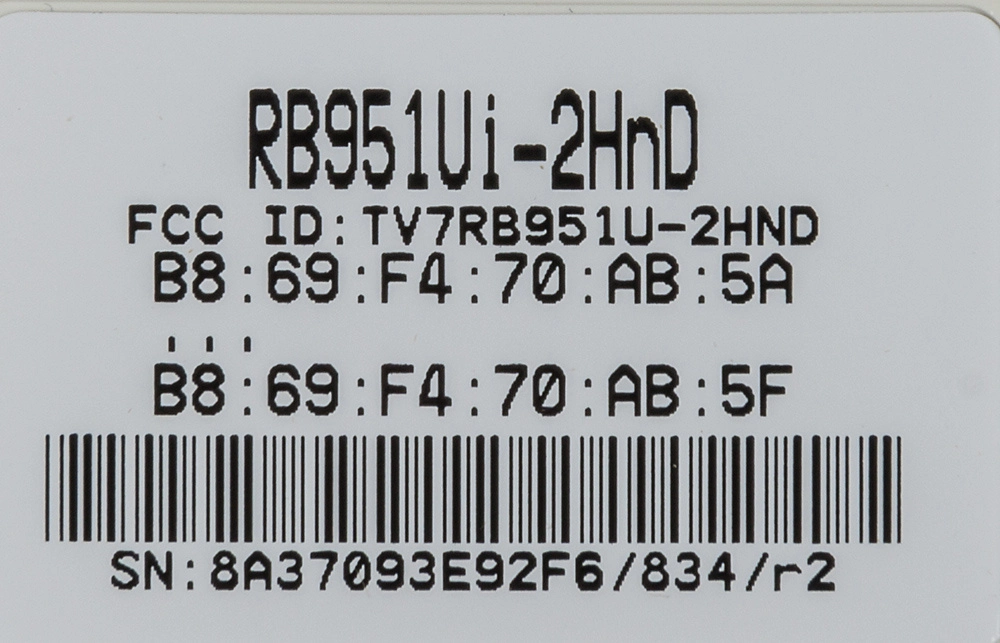 RB951Ui-2HnD
FCC ID:TV7RB951U-2HND
B8:69:F4:70:AB:5A
...
B8:69:F4:70:AB:5F
SN:8A37093E92F6/834/r2